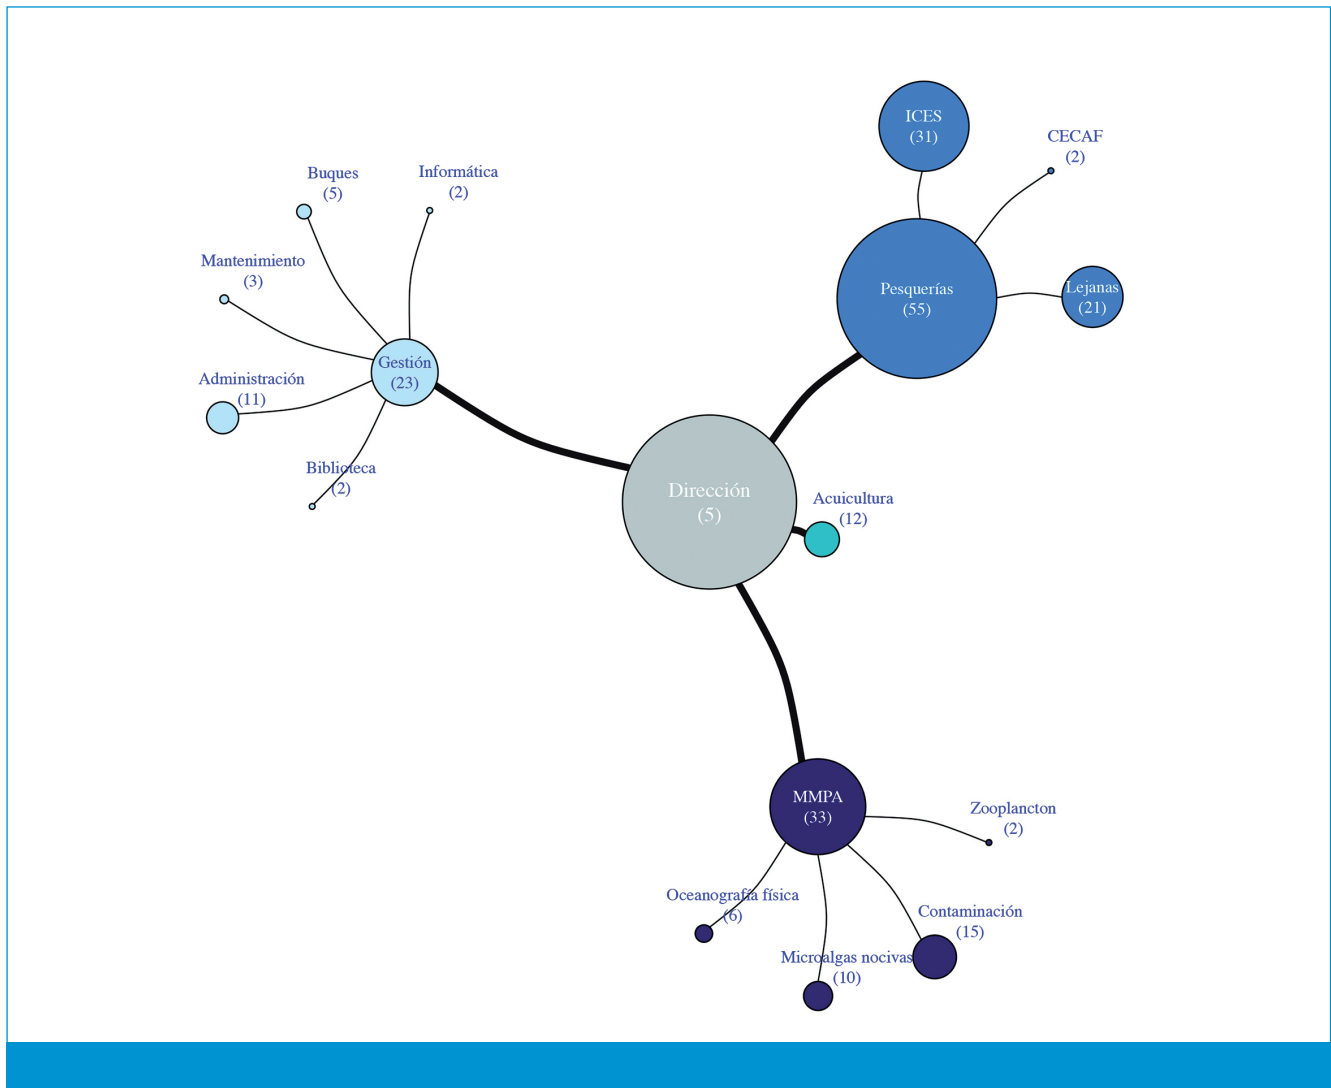 ICES
(31)
CECAF
(2)
Buques
(5)
Informática
(2)
Mantenimiento
(3)
Pesquerías
(55)
Lejanas
(21)
Gestión
(23)
Administración
(11)
Biblioteca
(2)
Dirección
(5)
Acuicultura
(12)
MMPA
(33)
Zooplancton
(2)
Oceanografía física
(6)
Contaminación
(15)
Microalgas nocivas
(10)